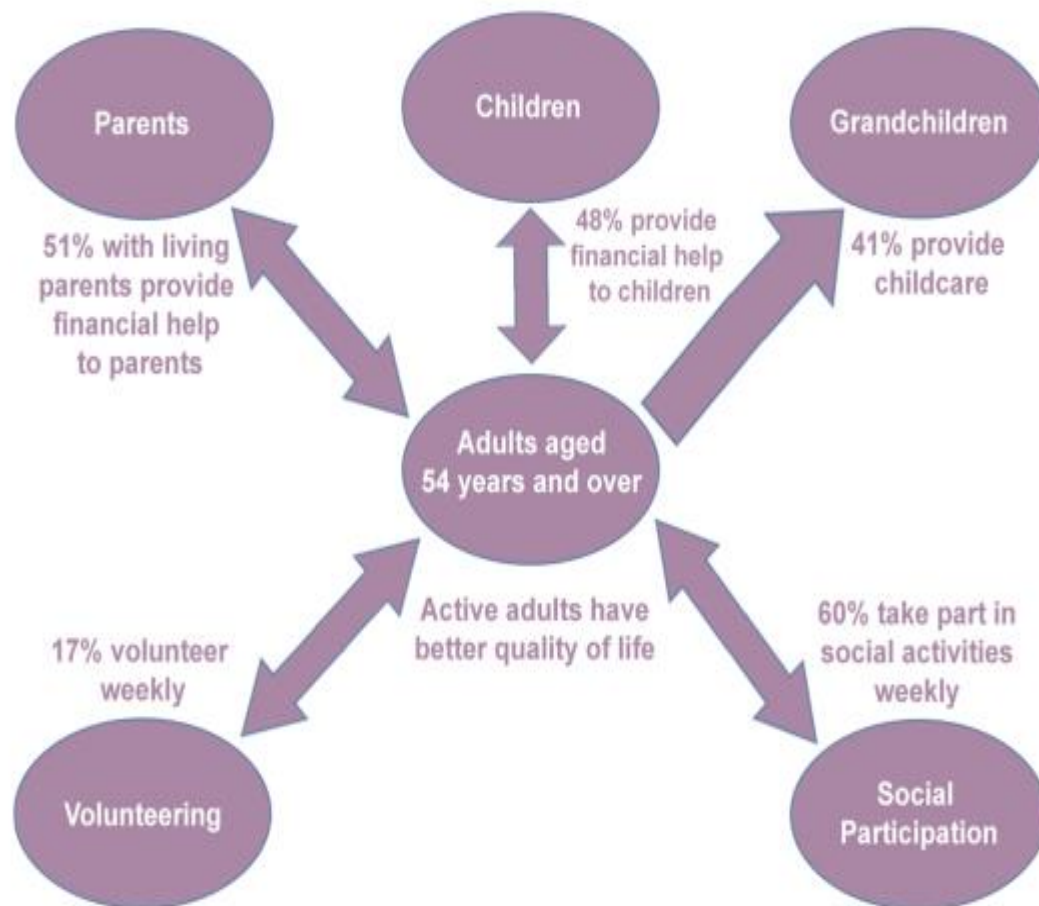 Parents
Children
Grandchildren
51% with living
parents provide
financial help
to parents
48% provide
financial help
to children
41% provide
childcare
Adults aged
54 years and over
Active adults have
better quality of life
17% volunteer
weekly
60% take part in
social activities
weekly
Volunteering
Social
Participation